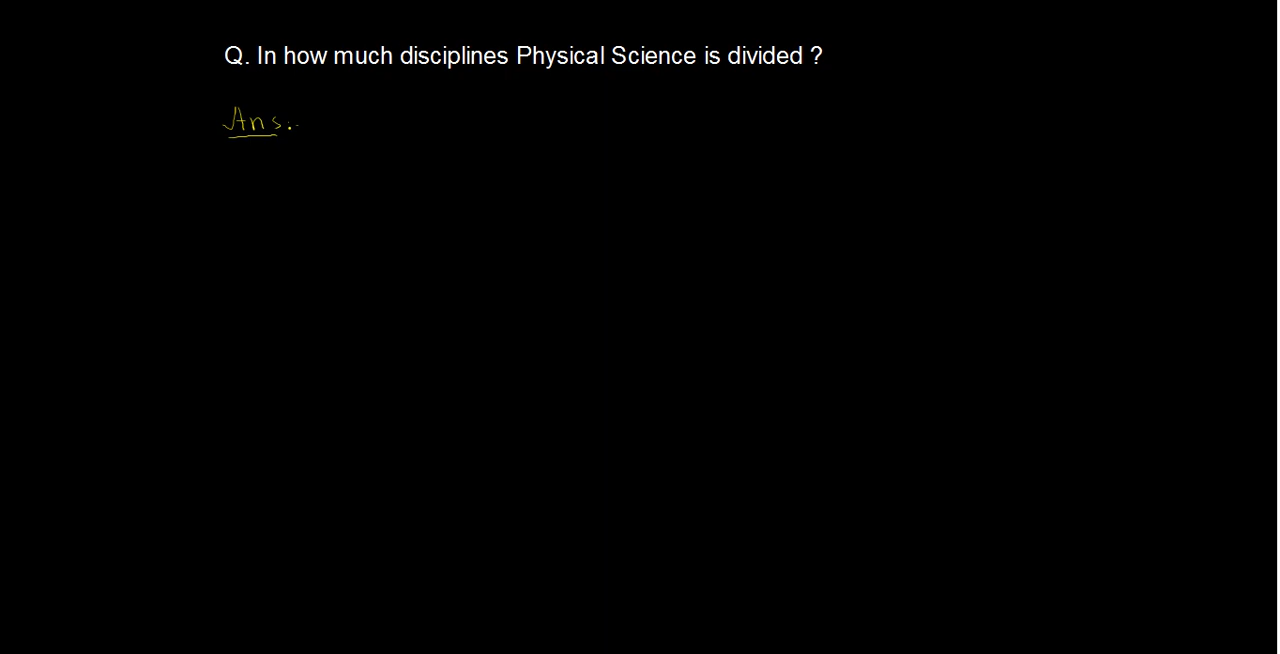 Q. In how much disciplines Physical Science is divided ?
Ans:-